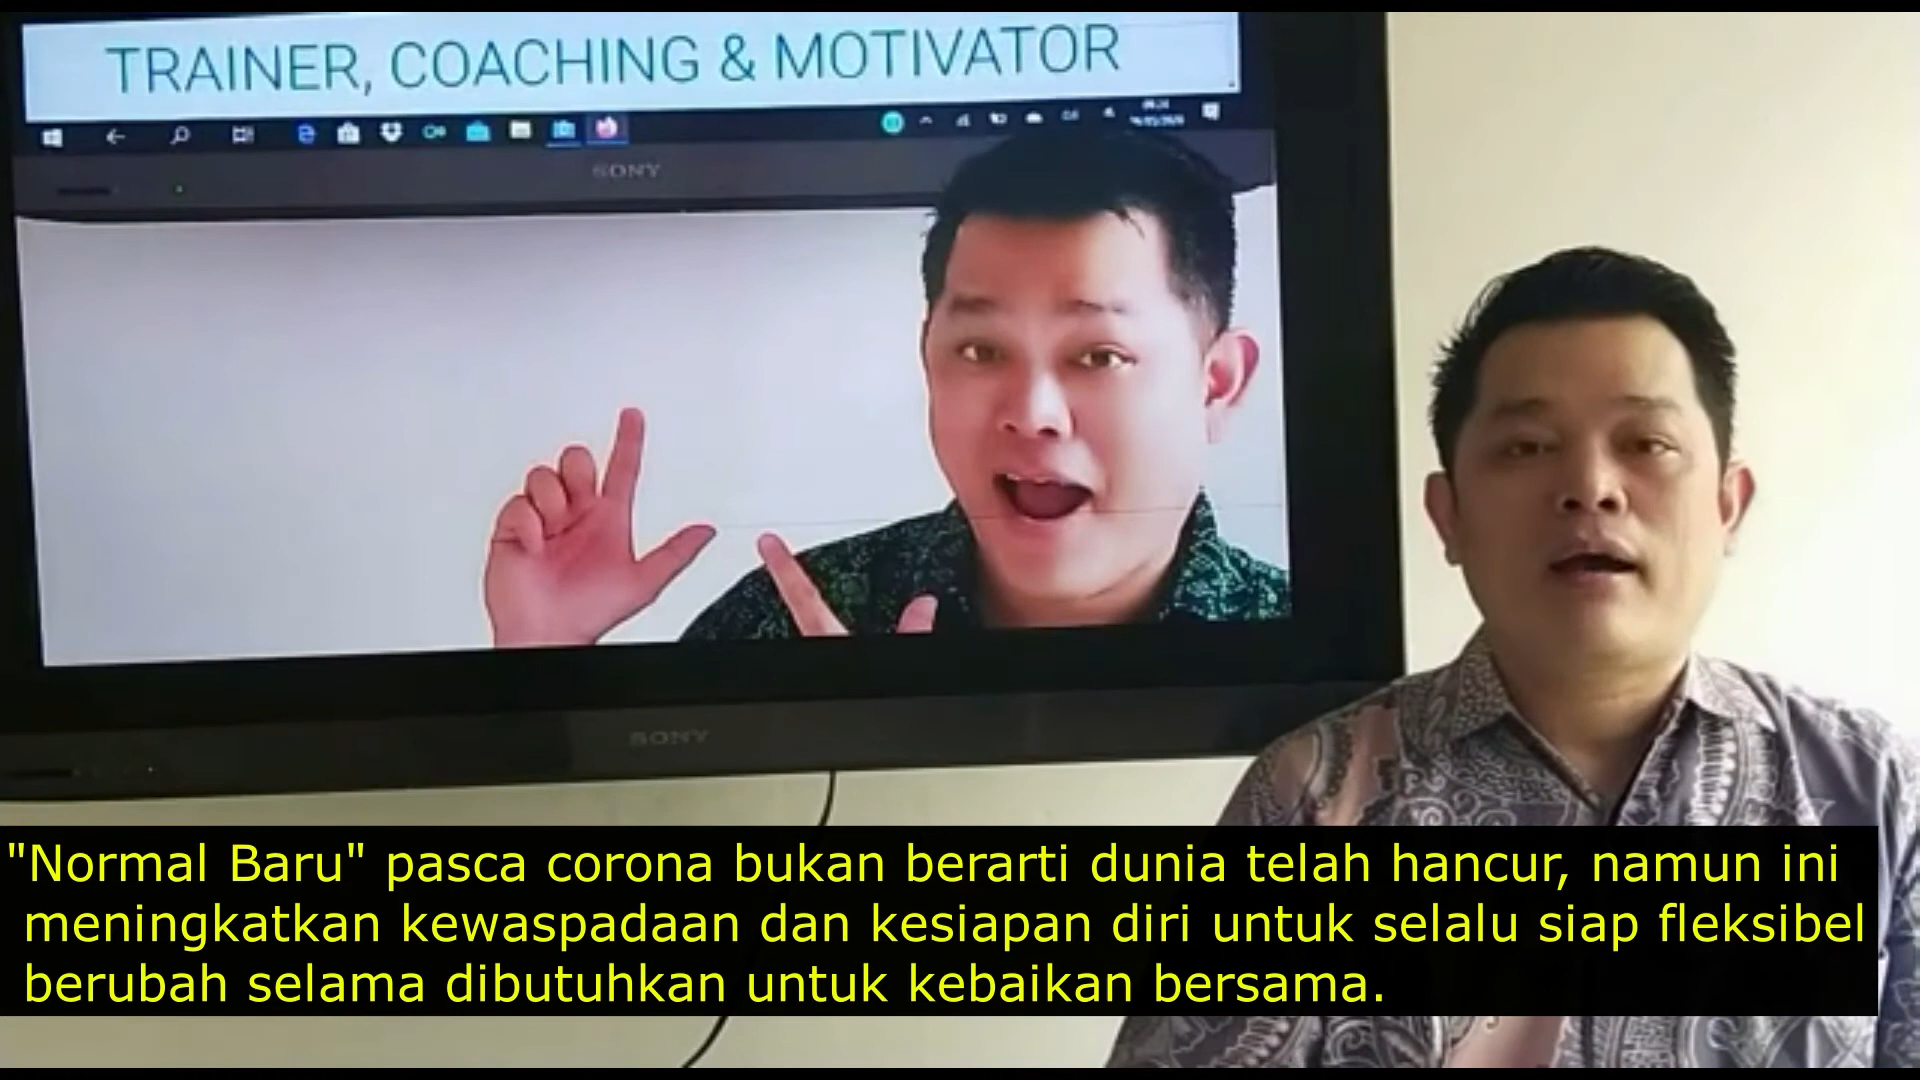 TRAINER, COACHING & MOTIVATOR
SONY
SONY
"Normal Baru" pasca corona bukan berarti dunia telah hancur, namun ini
meningkatkan kewaspadaan dan kesiapan diri untuk selalu siap fleksibel
berubah selama dibutuhkan untuk kebaikan bersama.